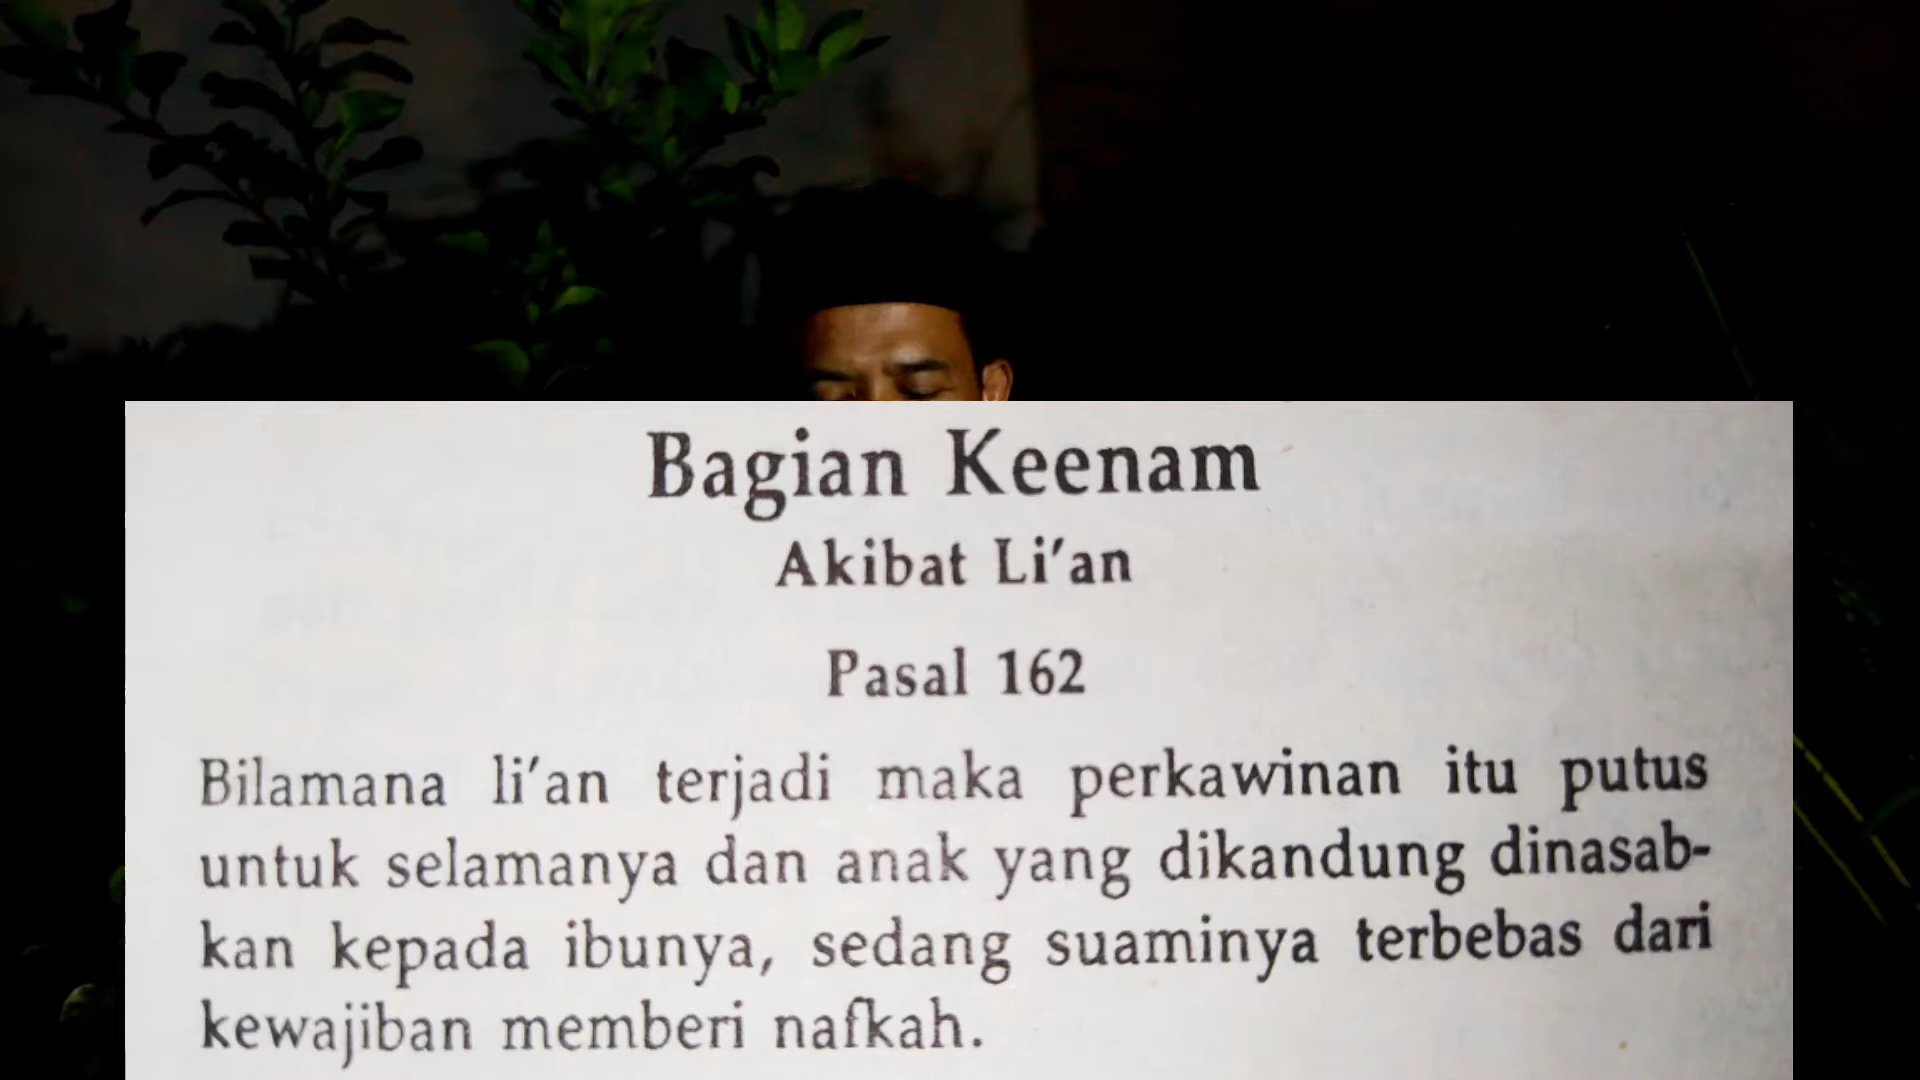 Bagian Keenam
Akibat Li'an
Pasal 162
Bilamana li'an terjadi maka perkawinan itu putus
untuk selamanya dan anak yang dikandung dinasab-
kan kepada ibunya, sedang suaminya terbebas dari
kewajiban memberi nafkah.